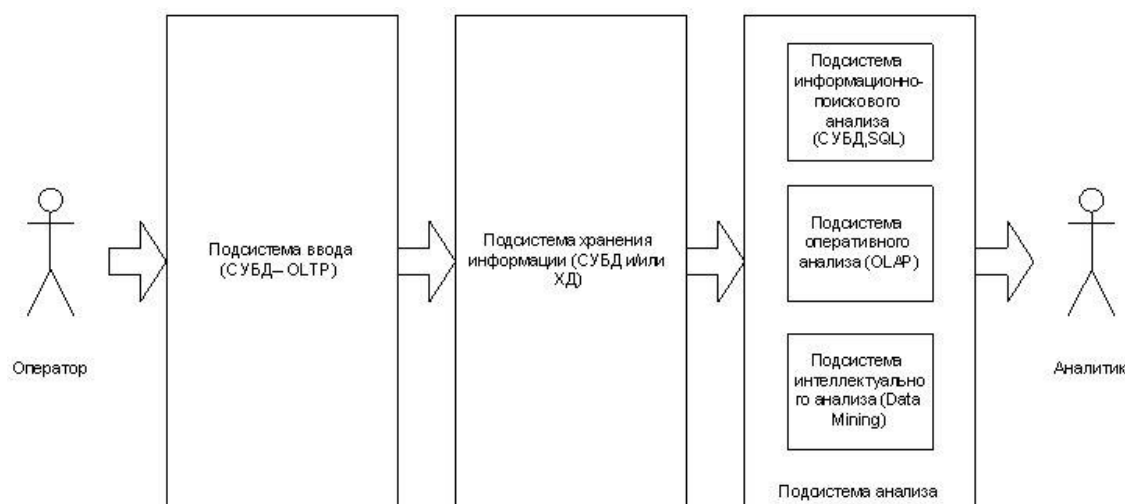 Подсистема
информационно-
поискового
анализа
(СУБД,SQL)
Подсистема ввода
(СУБД– OLTP)
Подсистема хранения
информации (СУБД и/или
ХД)
Подсистема
оперативного
анализа (OLAP)
Оператор
Подсистема
интеллектуально
го анализа (Data
Mining)
Аналитик
Подсистема анализа